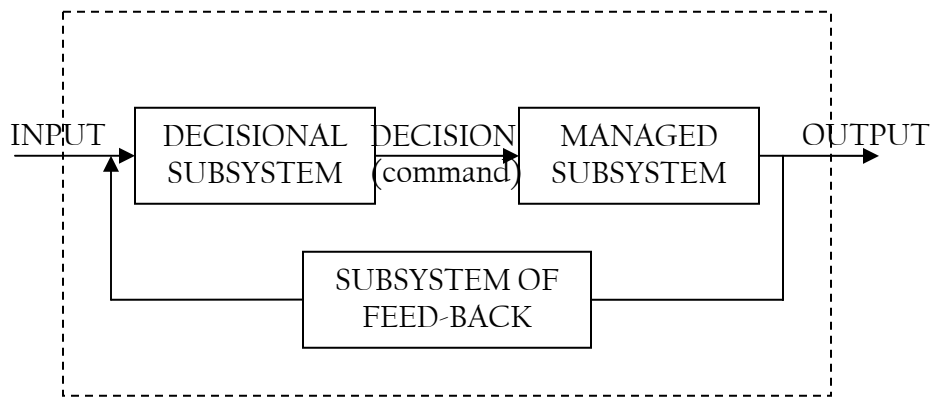 INPUT
DECISIONAL
SUBSYSTEM
DECISION
(command)
MANAGED
SUBSYSTEM
OUTPUT
SUBSYSTEM OF
FEED-BACK